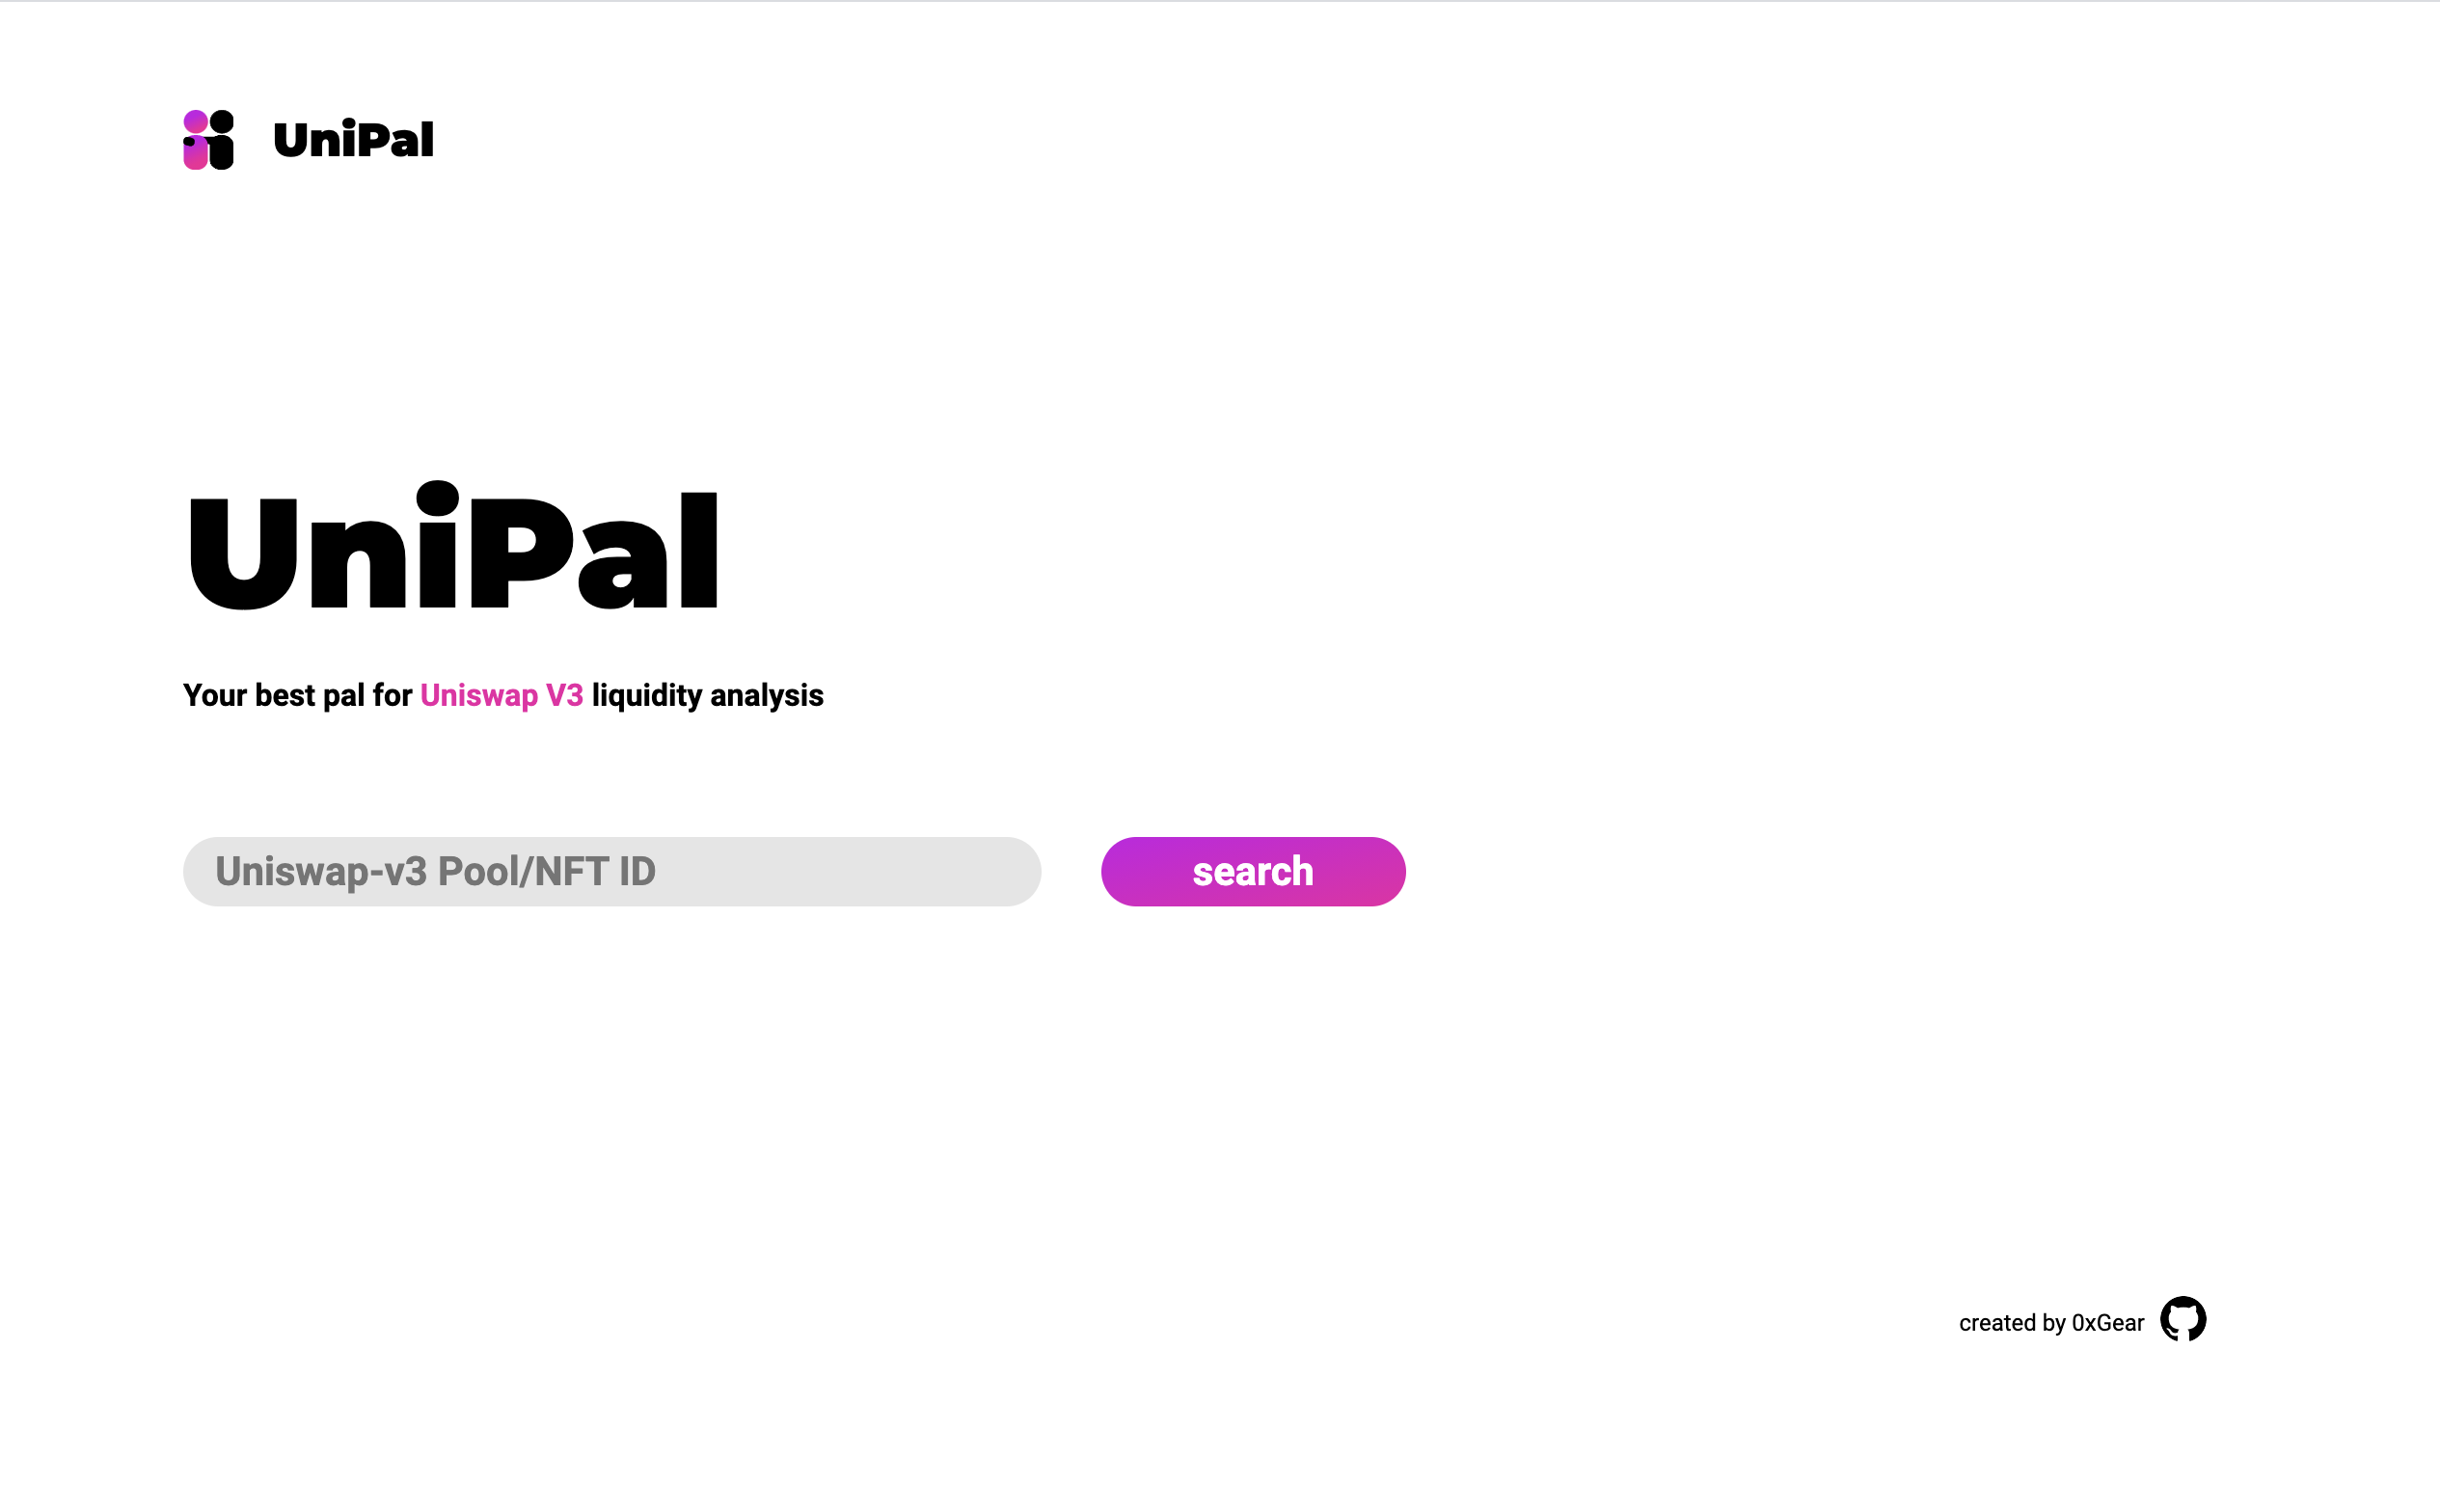 UniPal
UniPal
Your best pal for Uniswap V3 liquidity analysis
Uniswap-v3 Pool/NFT ID
search
created by 0xGear